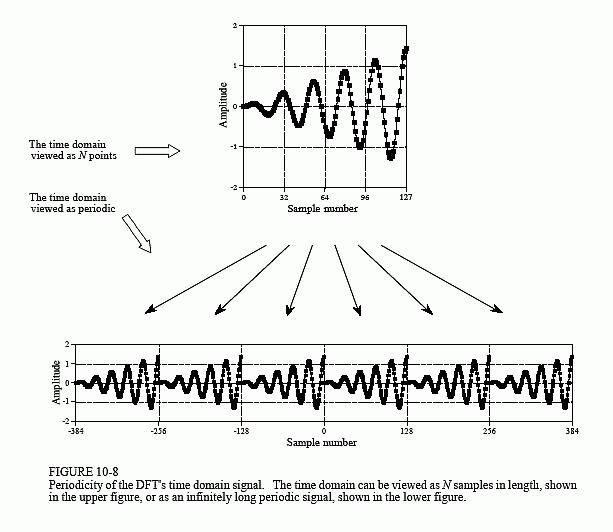 2
1
0
-1
-2
Amplitude
0 32 64 96 127
Sample number
The time domain
viewed as N points
The time domain
viewed as periodic
2
1
0
-1
-2
Amplitude
-384 -256 -128 0 128 256 384
Sample number
FIGURE 10-8
Periodicity of the DFT's time domain signal. The time domain can be viewed as N samples in length, shown
in the upper figure, or as an infinitely long periodic signal, shown in the lower figure.